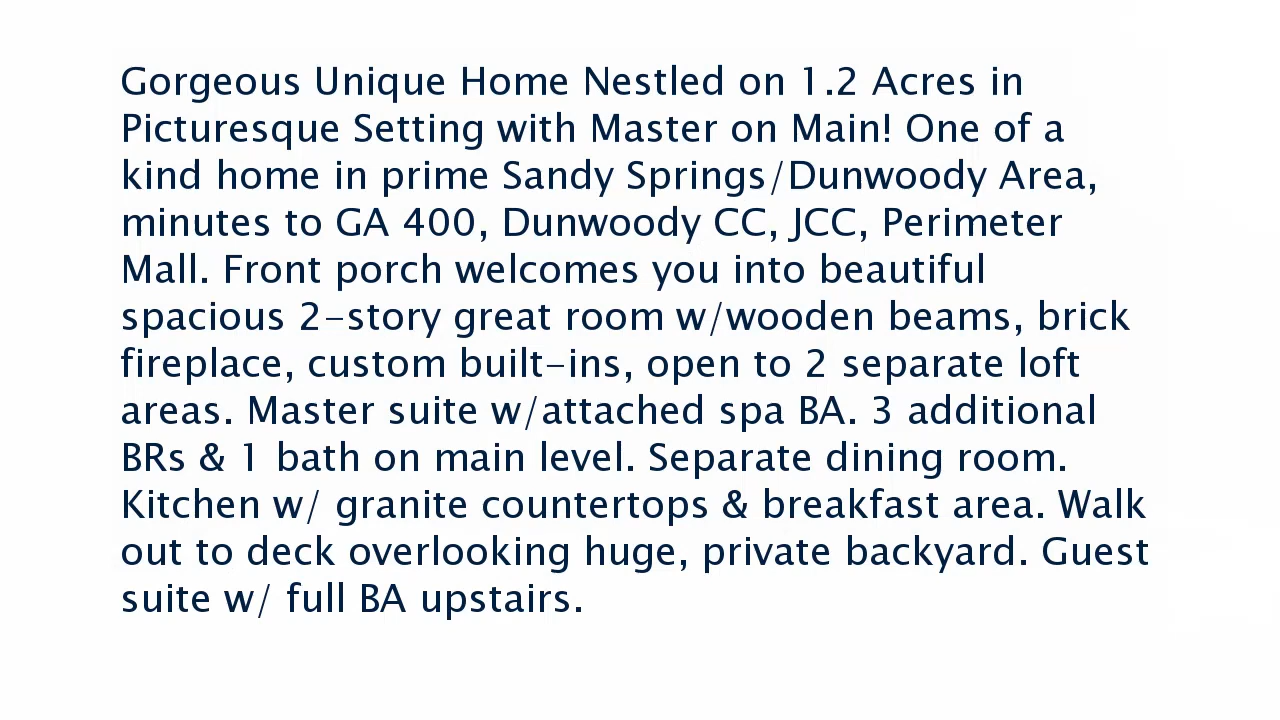 Gorgeous Unique Home Nestled on 1.2 Acres in
Picturesque Setting with Master on Main! One of a
kind home in prime Sandy Springs/Dunwoody Area,
minutes to GA 400, Dunwoody CC, JCC, Perimeter
Mall. Front porch welcomes you into beautiful
spacious 2-story great room w/wooden beams, brick
fireplace, custom built-ins, open to 2 separate loft
areas. Master suite w/attached spa BA. 3 additional
BRs & 1 bath on main level. Separate dining room.
Kitchen w/ granite countertops & breakfast area. Walk
out to deck overlooking huge, private backyard. Guest
suite w/ full BA upstairs.